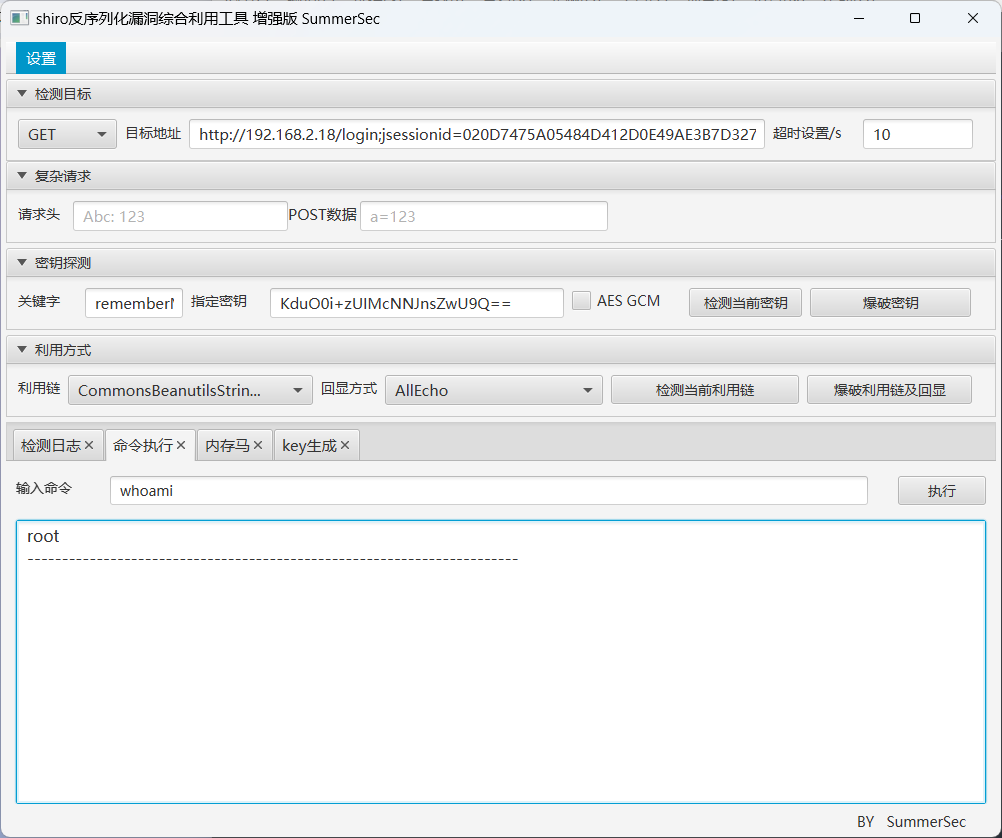 shiro反序列化漏洞综合利用工具 增强版 SummerSec
设置
检测目标
GET 目标地址 http://192.168.2.18/login;jsessionid=020D7475A05484D412D0E49AE3B7D327 超时设置/s 10
复杂请求
请求头 Abc: 123 POST数据 a=123
密钥探测
关键字 remember 指定密钥 KduO0i+zUIMcNNJnsZwU9Q== AES GCM 检测当前密钥 爆破密钥
利用方式
利用链 CommonsBeanutilsStrin... 回显方式 AllEcho 检测当前利用链 爆破利用链及回显
检测日志 命令执行 内存马 key生成
输入命令 whoami 执行
root
----------------------------------------------------------------------
BY SummerSec